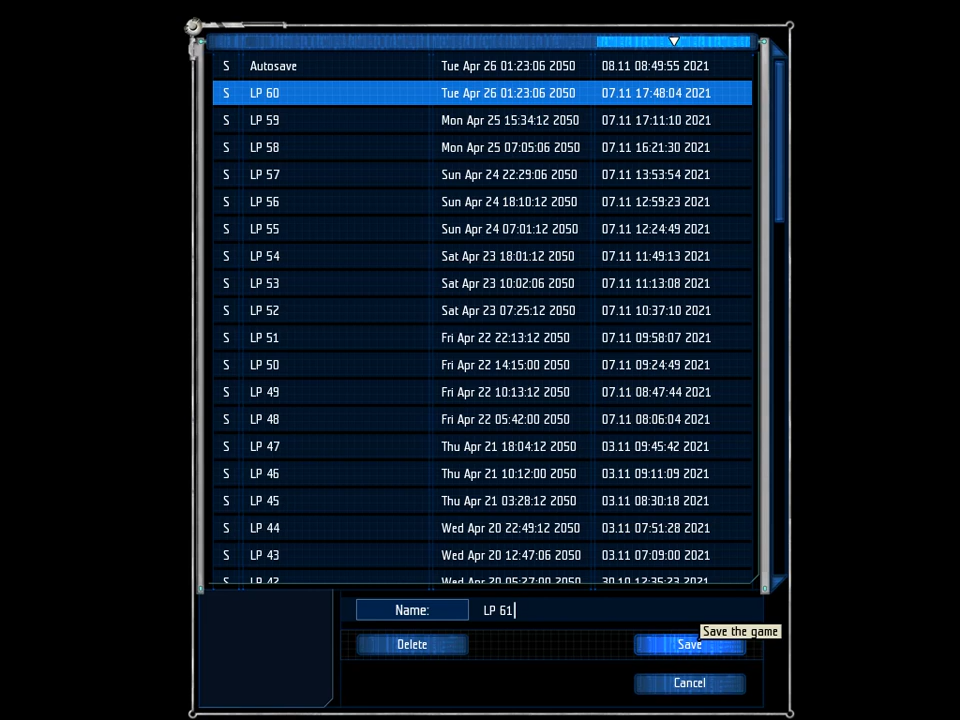 S Autosave Tue Apr 26 01:23:06 2050 08.11 08:49:55 2021
S LP 60 Tue Apr 26 01:23:06 2050 07.11 17:48:04 2021
S LP 59 Mon Apr 25 15:34:12 2050 07.11 17:11:10 2021
S LP 58 Mon Apr 25 07:05:06 2050 07.11 16:21:30 2021
S LP 57 Sun Apr 24 22:29:06 2050 07.11 13:53:54 2021
S LP 56 Sun Apr 24 18:10:12 2050 07.11 12:59:23 2021
S LP 55 Sun Apr 24 07:01:12 2050 07.11 12:24:49 2021
S LP 54 Sat Apr 23 18:01:12 2050 07.11 11:49:13 2021
S LP 53 Sat Apr 23 10:02:06 2050 07.11 11:13:08 2021
S LP 52 Sat Apr 23 07:25:12 2050 07.11 10:37:10 2021
S LP 51 Fri Apr 22 22:13:12 2050 07.11 09:58:07 2021
S LP 50 Fri Apr 22 14:15:00 2050 07.11 09:24:49 2021
S LP 49 Fri Apr 22 10:13:12 2050 07.11 08:47:44 2021
S LP 48 Fri Apr 22 05:42:00 2050 07.11 08:06:04 2021
S LP 47 Thu Apr 21 18:04:12 2050 03.11 09:45:42 2021
S LP 46 Thu Apr 21 10:12:00 2050 03.11 09:11:09 2021
S LP 45 Thu Apr 21 03:28:12 2050 03.11 08:30:18 2021
S LP 44 Wed Apr 20 22:49:12 2050 03.11 07:51:28 2021
S LP 43 Wed Apr 20 12:47:06 2050 03.11 07:09:00 2021
S LP 42 Wed Apr 20 05:27:00 2050 30.10 12:35:23 2021
Name: LP 61
Save the game
Delete Save
Cancel